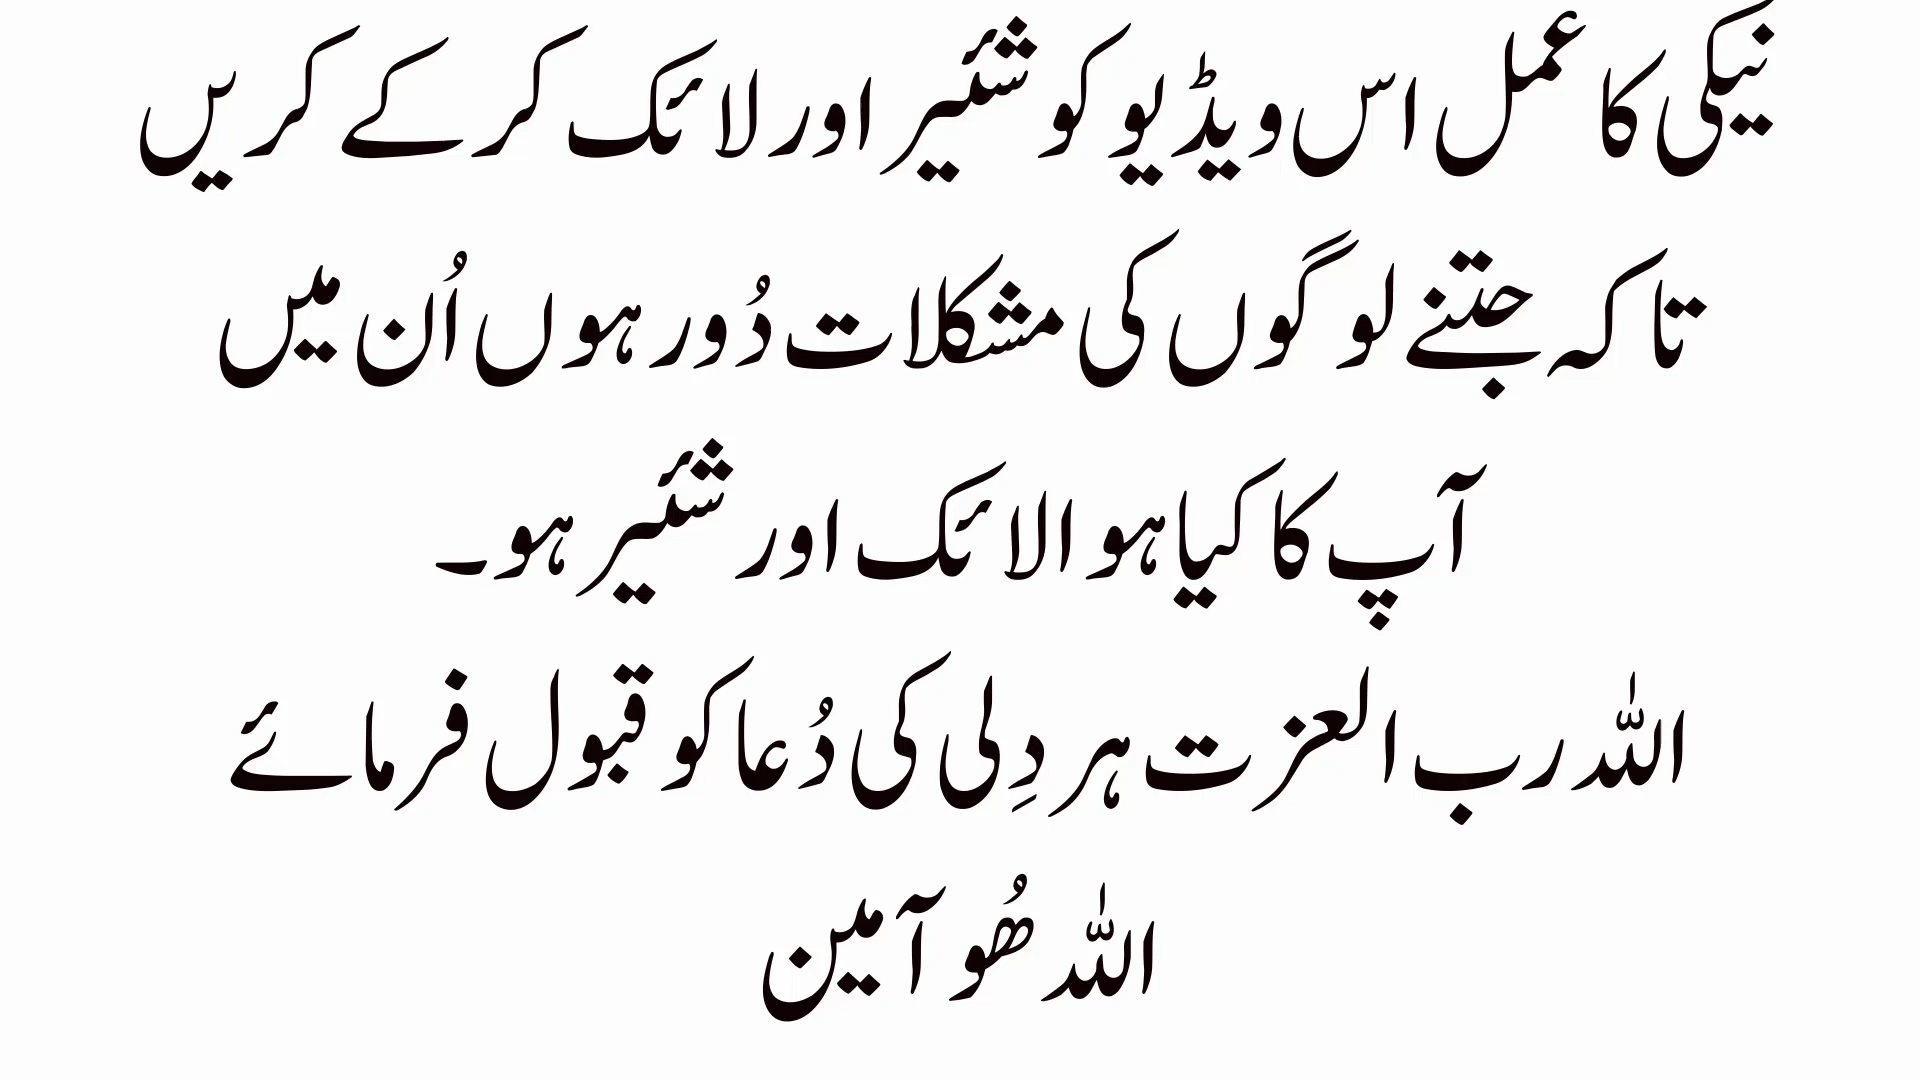 نیکی کا عمل اس ویڈیو کو شئیر اور لائک کر کے کریں
تاکہ جتنے لوگوں کی مشکلات دُور ہوں اُن میں
آپ کا کیا ہوا لائک اور شئیر ہو۔
اللہ رب العزت ہر دِلی کی دُعا کو قبول فرمائے
اللہ ھُو آمین